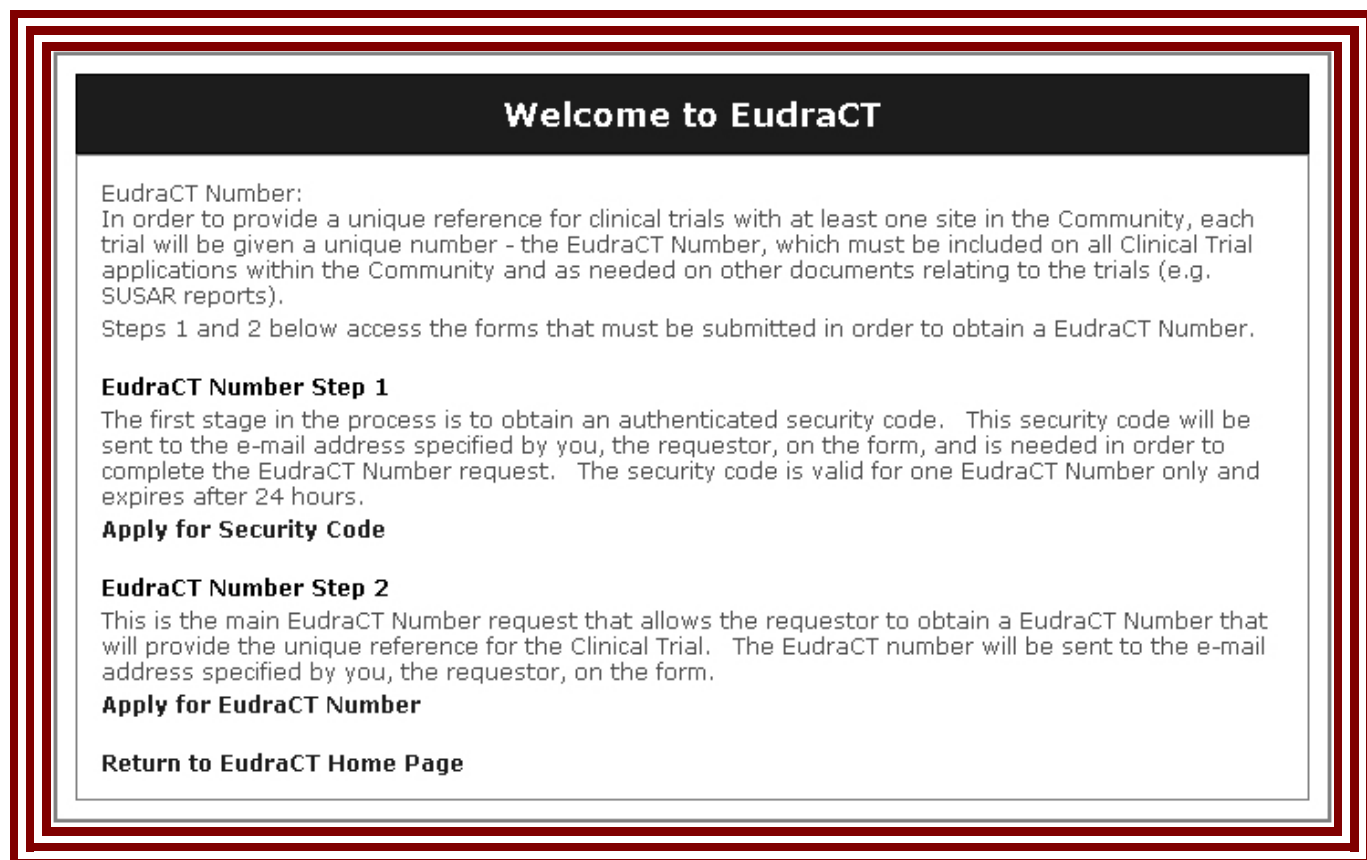 Welcome to EudraCT
EudraCT Number:
In order to provide a unique reference for clinical trials with at least one site in the Community, each
trial will be given a unique number - the EudraCT Number, which must be included on all Clinical Trial
applications within the Community and as needed on other documents relating to the trials (e.g.
SUSAR reports).
Steps 1 and 2 below access the forms that must be submitted in order to obtain a EudraCT Number.
EudraCT Number Step 1
The first stage in the process is to obtain an authenticated security code. This security code will be
sent to the e-mail address specified by you, the requestor, on the form, and is needed in order to
complete the EudraCT Number request. The security code is valid for one EudraCT Number only and
expires after 24 hours.
Apply for Security Code
EudraCT Number Step 2
This is the main EudraCT Number request that allows the requestor to obtain a EudraCT Number that
will provide the unique reference for the Clinical Trial. The EudraCT number will be sent to the e-mail
address specified by you, the requestor, on the form.
Apply for EudraCT Number
Return to EudraCT Home Page